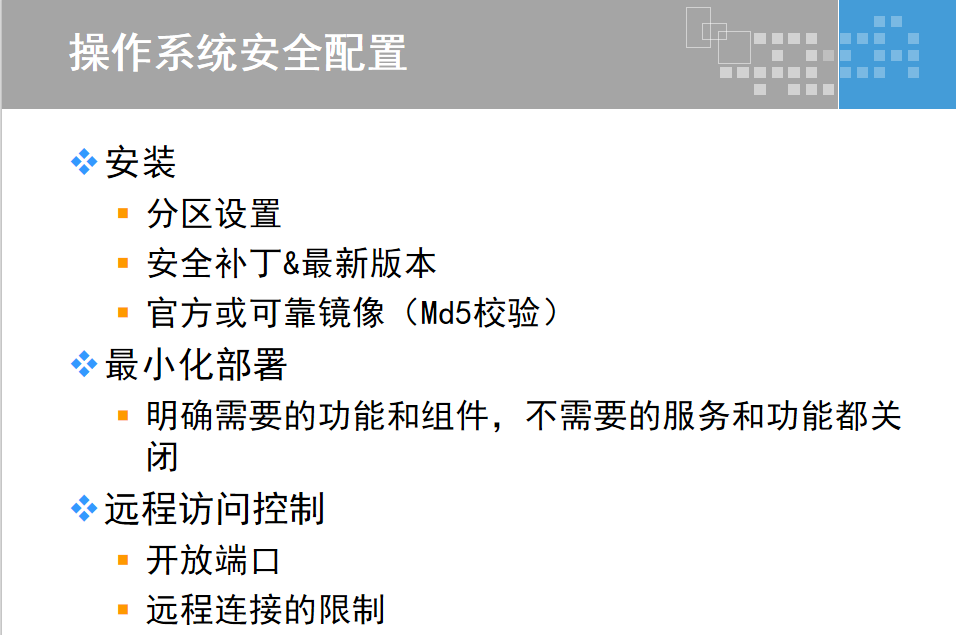 操作系统安全配置
安装
分区设置
安全补丁&最新版本
官方或可靠镜像（Md5校验）
最小化部署
明确需要的功能和组件，不需要的服务和功能都关
闭
远程访问控制
开放端口
远程连接的限制